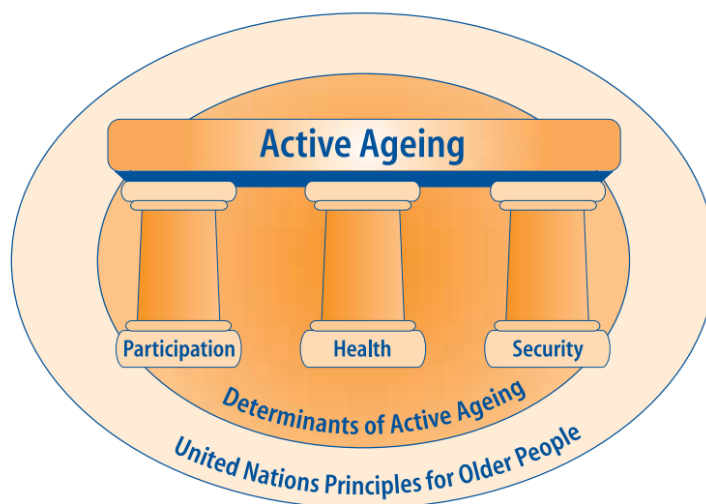 Active Ageing
Participation
Health
Security
Determinants of Active Ageing
United Nations Principles for Older People